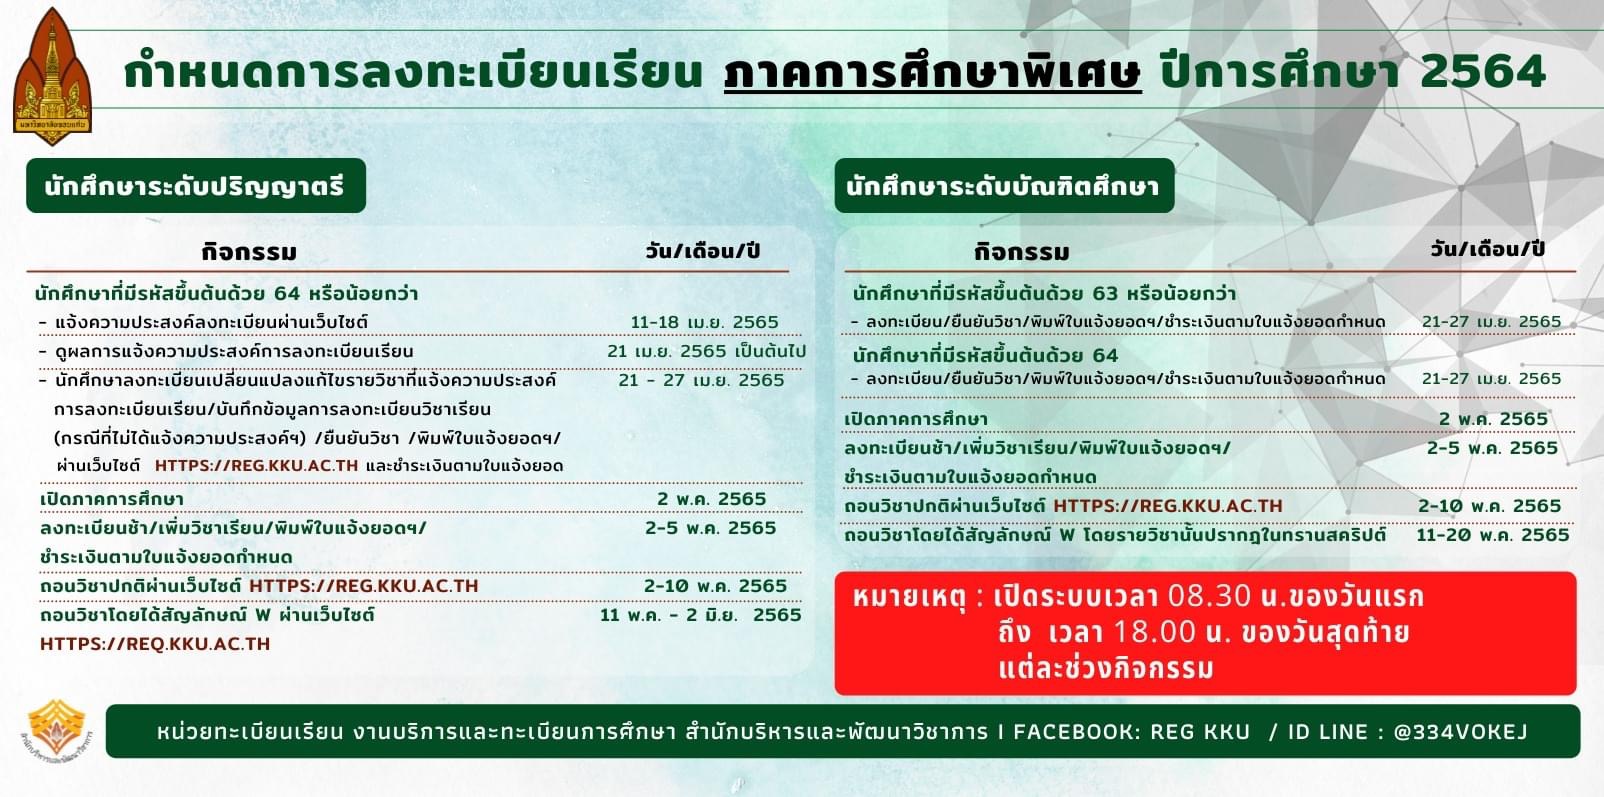 กำหนดการลงทะเบียนเรียน ภาคการศึกษาพิเศษ ปีการศึกษา 2564
มหาวิทยาลัยขอนแก่น
นักศึกษาระดับปริญญาตรี
กิจกรรม วัน/เดือน/ปี
นักศึกษาที่มีรหัสขึ้นต้นด้วย 64 หรือน้อยกว่า
- แจ้งความประสงค์ลงทะเบียนผ่านเว็บไซต์ 11-18 เม.ย. 2565
- ดูผลการแจ้งความประสงค์การลงทะเบียนเรียน 21 เม.ย. 2565 เป็นต้นไป
- นักศึกษาลงทะเบียนเปลี่ยนแปลงแก้ไขรายวิชาที่แจ้งความประสงค์ 21 - 27 เม.ย. 2565
การลงทะเบียนเรียน/บันทึกข้อมูลการลงทะเบียนวิชาเรียน
(กรณีที่ไม่ได้แจ้งความประสงค์ฯ) /ยืนยันวิชา /พิมพ์ใบแจ้งยอดฯ/
ผ่านเว็บไซต์ HTTPS://REG.KKU.AC.TH และชำระเงินตามใบแจ้งยอด
เปิดภาคการศึกษา 2 พ.ค. 2565
ลงทะเบียนช้า/เพิ่มวิชาเรียน/พิมพ์ใบแจ้งยอดฯ/ 2-5 พ.ค. 2565
ชำระเงินตามใบแจ้งยอดกำหนด
ถอนวิชาปกติผ่านเว็บไซต์ HTTPS://REG.KKU.AC.TH 2-10 พ.ค. 2565
ถอนวิชาโดยได้สัญลักษณ์ W ผ่านเว็บไซต์ 11 พ.ค. - 2 มิ.ย. 2565
HTTPS://REQ.KKU.AC.TH
นักศึกษาระดับบัณฑิตศึกษา
กิจกรรม วัน/เดือน/ปี
นักศึกษาที่มีรหัสขึ้นต้นด้วย 63 หรือน้อยกว่า
- ลงทะเบียน/ยืนยันวิชา/พิมพ์ใบแจ้งยอดฯ/ชำระเงินตามใบแจ้งยอดกำหนด 21-27 เม.ย. 2565
นักศึกษาที่มีรหัสขึ้นต้นด้วย 64
- ลงทะเบียน/ยืนยันวิชา/พิมพ์ใบแจ้งยอดฯ/ชำระเงินตามใบแจ้งยอดกำหนด 21-27 เม.ย. 2565
เปิดภาคการศึกษา 2 พ.ค. 2565
ลงทะเบียนช้า/เพิ่มวิชาเรียน/พิมพ์ใบแจ้งยอดฯ/ 2-5 พ.ค. 2565
ชำระเงินตามใบแจ้งยอดกำหนด
ถอนวิชาปกติผ่านเว็บไซต์ HTTPS://REG.KKU.AC.TH 2-10 พ.ค. 2565
ถอนวิชาโดยได้สัญลักษณ์ W โดยรายวิชานั้นปรากฎในทรานสคริปต์ 11-20 พ.ค. 2565
หมายเหตุ : เปิดระบบเวลา 08.30 น.ของวันแรก
ถึง เวลา 18.00 น. ของวันสุดท้าย
แต่ละช่วงกิจกรรม
สำนักบริหารและพัฒนาวิชาการ
หน่วยทะเบียนเรียน งานบริการและทะเบียนการศึกษา สำนักบริหารและพัฒนาวิชาการ I FACEBOOK: REG KKU / ID LINE : @334VOKEJ